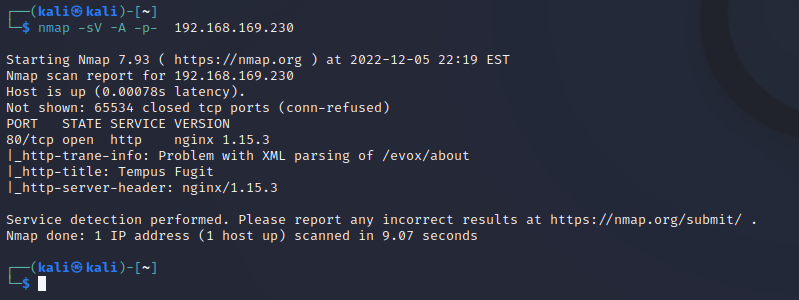 ┌──(kali㉿kali)-[~]
└─$ nmap -sV -A -p-  192.168.169.230
Starting Nmap 7.93 ( https://nmap.org ) at 2022-12-05 22:19 EST
Nmap scan report for 192.168.169.230
Host is up (0.00078s latency).
Not shown: 65534 closed tcp ports (conn-refused)
PORT   STATE SERVICE VERSION
80/tcp open  http    nginx 1.15.3
|_http-trane-info: Problem with XML parsing of /evox/about
|_http-title: Tempus Fugit
|_http-server-header: nginx/1.15.3
Service detection performed. Please report any incorrect results at https://nmap.org/submit/ .
Nmap done: 1 IP address (1 host up) scanned in 9.07 seconds
┌──(kali㉿kali)-[~]
└─$